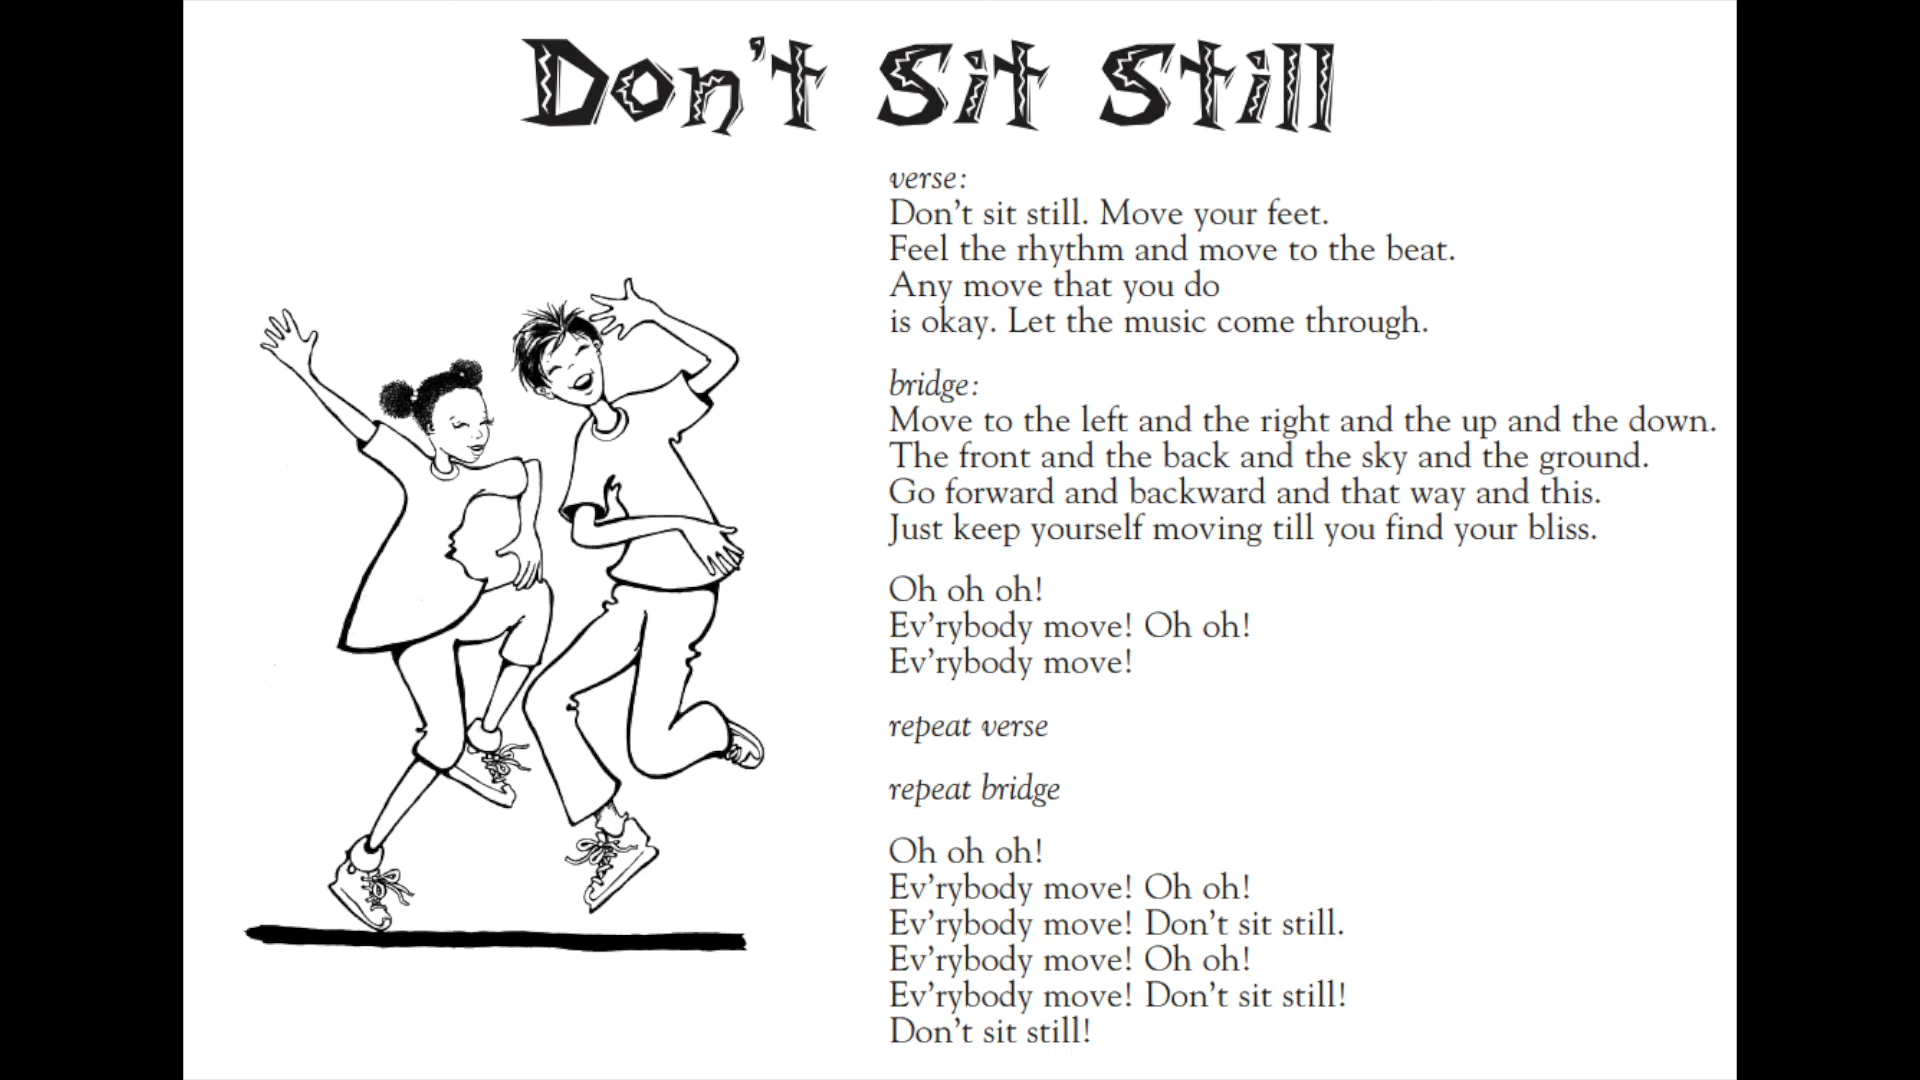 Don't Sit Still
verse:
Don't sit still. Move your feet.
Feel the rhythm and move to the beat.
Any move that you do
is okay. Let the music come through.
bridge:
Move to the left and the right and the up and the down.
The front and the back and the sky and the ground.
Go forward and backward and that way and this.
Just keep yourself moving till you find your bliss.
Oh oh oh!
Ev'rybody move! Oh oh!
Ev'rybody move!
repeat verse
repeat bridge
Oh oh oh!
Ev'rybody move! Oh oh!
Ev'rybody move! Don't sit still.
Ev'rybody move! Oh oh!
Ev'rybody move! Don't sit still!
Don't sit still!